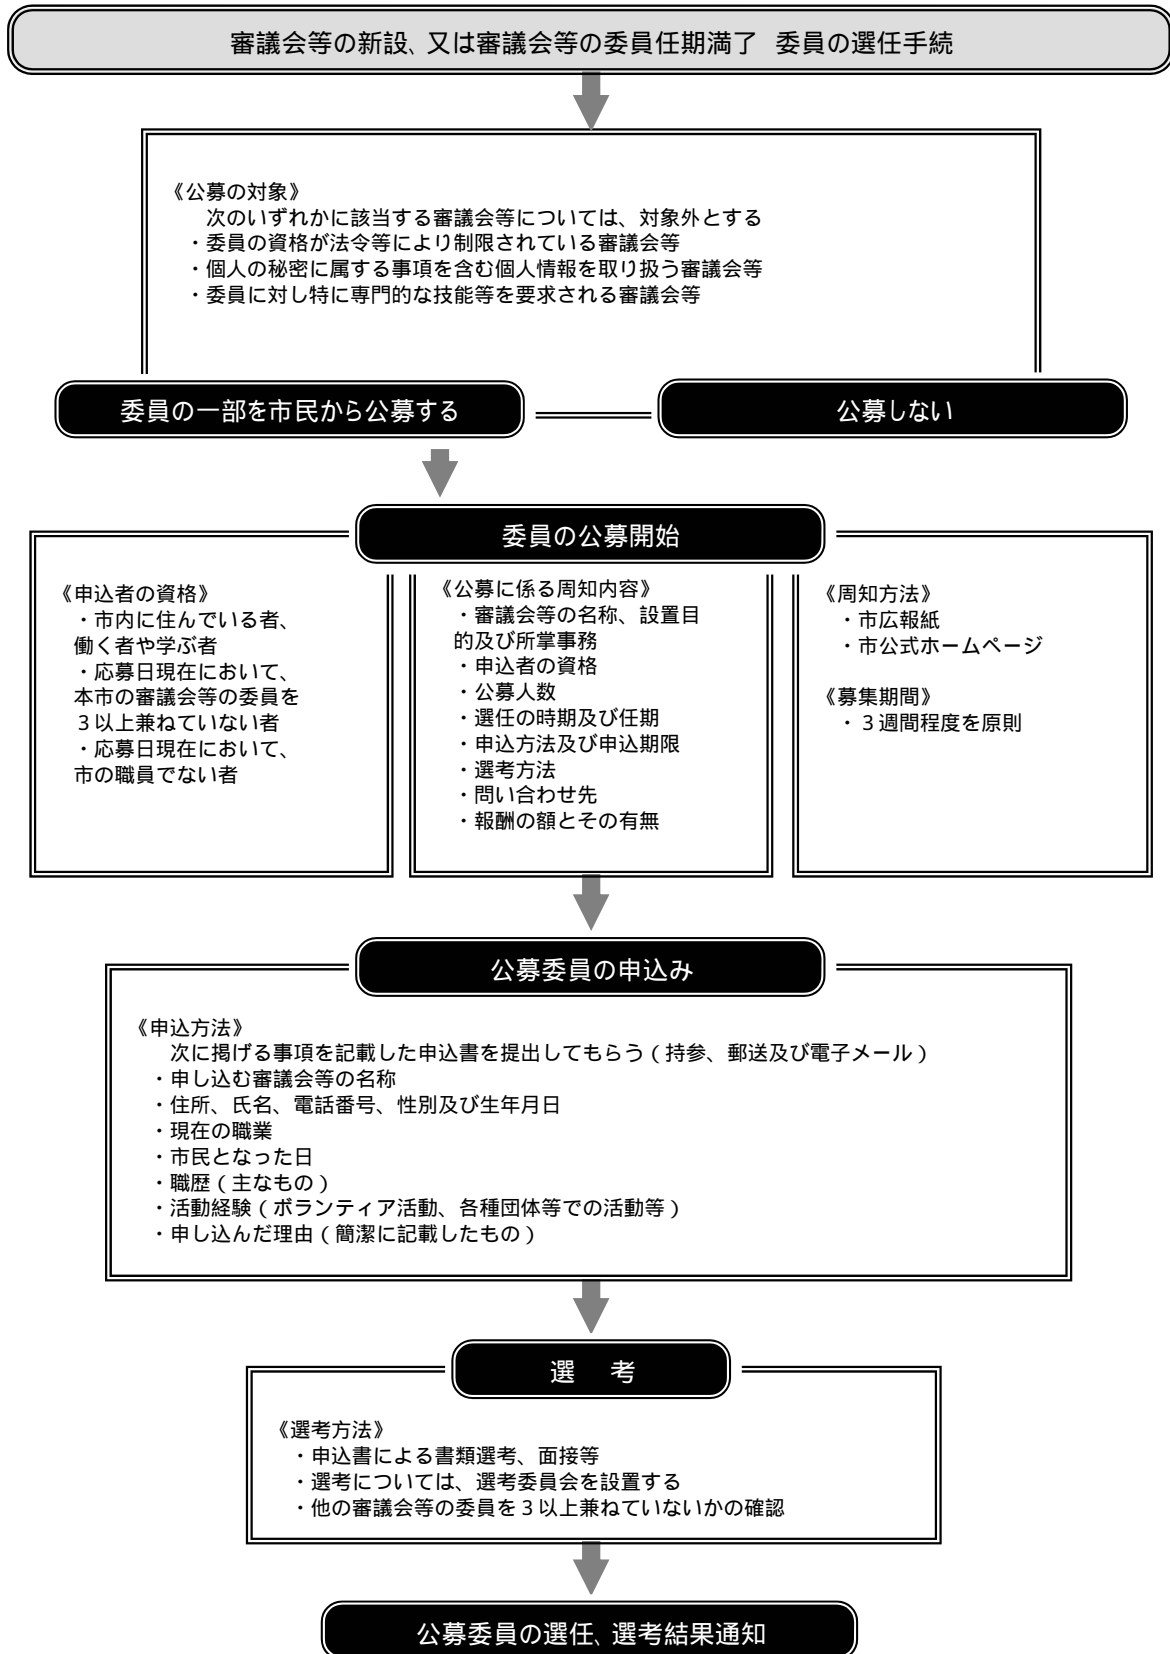 審議会等の新設、又は審議会等の委員任期満了 委員の選任手続
《公募の対象》
次のいずれかに該当する審議会等については、対象外とする
・委員の資格が法令等により制限されている審議会等
・個人の秘密に属する事項を含む個人情報を取り扱う審議会等
・委員に対し特に専門的な技能等を要求される審議会等
委員の一部を市民から公募する
公募しない
委員の公募開始
《申込者の資格》
・市内に住んでいる者、
働く者や学ぶ者
・応募日現在において、
本市の審議会等の委員を
３以上兼ねていない者
・応募日現在において、
市の職員でない者
《公募に係る周知内容》
・審議会等の名称、設置目
的及び所掌事務
・申込者の資格
・公募人数
・選任の時期及び任期
・申込方法及び申込期限
・選考方法
・問い合わせ先
・報酬の額とその有無
《周知方法》
・市広報紙
・市公式ホームページ
《募集期間》
・３週間程度を原則
公募委員の申込み
《申込方法》
次に掲げる事項を記載した申込書を提出してもらう（持参、郵送及び電子メール）
・申し込む審議会等の名称
・住所、氏名、電話番号、性別及び生年月日
・現在の職業
・市民となった日
・職歴（主なもの）
・活動経験（ボランティア活動、各種団体等での活動等）
・申し込んだ理由（簡潔に記載したもの）
選　考
《選考方法》
・申込書による書類選考、面接等
・選考については、選考委員会を設置する
・他の審議会等の委員を３以上兼ねていないかの確認
公募委員の選任、選考結果通知